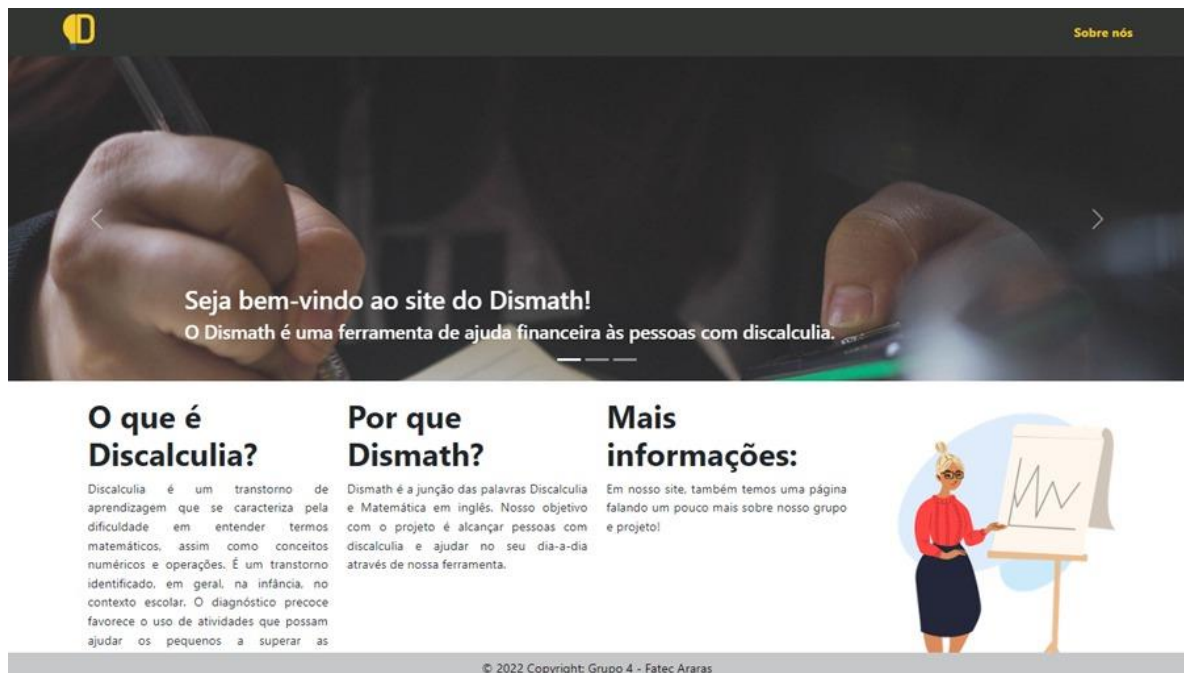 D
Sobre nós
Seja bem-vindo ao site do Dismath!
O Dismath é uma ferramenta de ajuda financeira às pessoas com discalculia.
O que é
Discalculia?
Discalculia é um transtorno de
aprendizagem que se caracteriza pela
dificuldade em entender termos
matemáticos, assim como conceitos
numéricos e operações. É um transtorno
identificado, em geral, na infância, no
contexto escolar. O diagnóstico precoce
favorece o uso de atividades que possam
ajudar os pequenos a superar as
Por que
Dismath?
Dismath é a junção das palavras Discalculia
e Matemática em inglês. Nosso objetivo
com o projeto é alcançar pessoas com
discalculia e ajudar no seu dia-a-dia
através de nossa ferramenta.
Mais
informações:
Em nosso site, também temos uma página
falando um pouco mais sobre nosso grupo
e projeto!
© 2022 Copyright: Grupo 4 - Fatec Araras